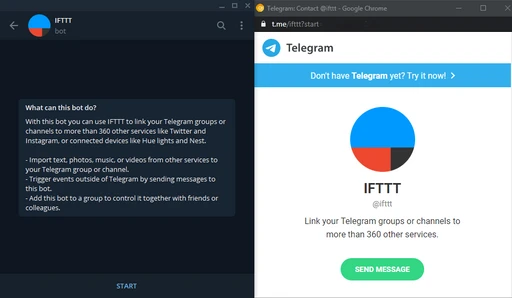 IFTTT
bot
What can this bot do?
With this bot you can use IFTTT to link your Telegram groups or
channels to more than 360 other services like Twitter and
Instagram, or connected devices like Hue lights and Nest.
- Import text, photos, music, or videos from other services to
your Telegram group or channel.
- Trigger events outside of Telegram by sending messages to
this bot.
- Add this bot to a group to control it together with friends or
colleagues.
START
Telegram: Contact @ifttt - Google Chrome
t.me/ifttt?start
Telegram
Don't have Telegram yet? Try it now!
IFTTT
@ifttt
Link your Telegram groups or channels to
more than 360 other services.
SEND MESSAGE